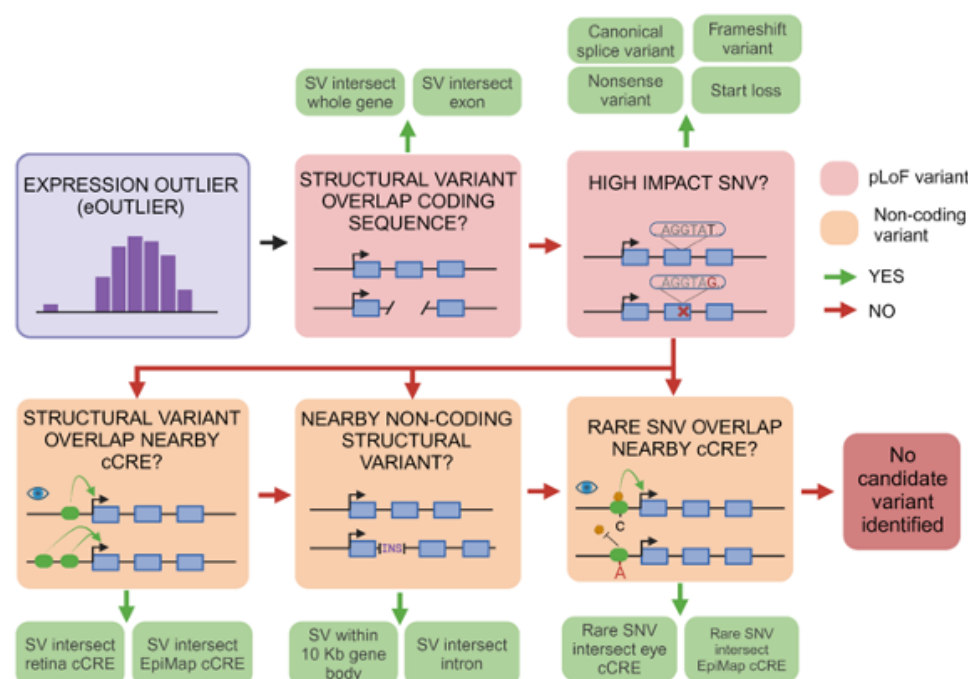 Canonical
splice variant
Frameshift
variant
SV intersect
whole gene
SV intersect
exon
Nonsense
variant
Start loss
EXPRESSION OUTLIER
(eOUTLIER)
STRUCTURAL VARIANT
OVERLAP CODING
SEQUENCE?
HIGH IMPACT SNV?
AGGTAT..
AGGTAG..
pLoF variant
Non-coding
variant
YES
NO
STRUCTURAL VARIANT
OVERLAP NEARBY
cCRE?
NEARBY NON-CODING
STRUCTURAL
VARIANT?
INS
RARE SNV OVERLAP
NEARBY cCRE?
C
A
No
candidate
variant
identified
SV intersect
retina cCRE
SV intersect
EpiMap cCRE
SV within
10 Kb gene
body
SV intersect
intron
Rare SNV
intersect eye
cCRE
Rare SNV
intersect
EpiMap cCRE